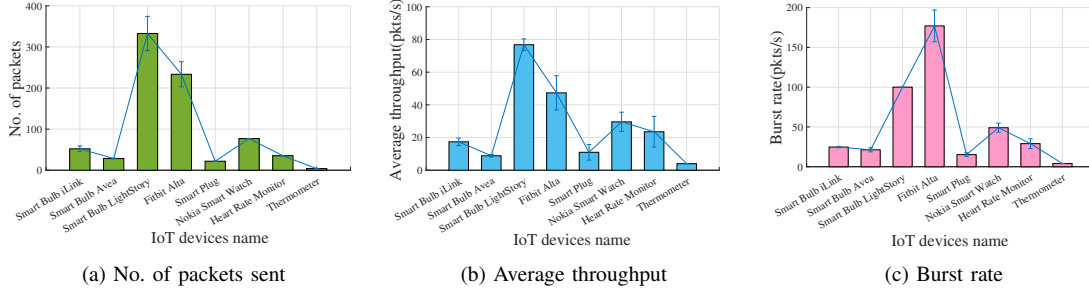 No. of packets
400
300
200
100
0
Smart Bulb iLink
Smart Bulb Avea
Smart Bulb LightStory
Fitbit Alta
Smart Plug
Nokia Smart Watch
Heart Rate Monitor
Thermometer
IoT devices name
(a) No. of packets sent
Average throughput(pkts/s)
100
80
60
40
20
0
Smart Bulb iLink
Smart Bulb Avea
Smart Bulb LightStory
Fitbit Alta
Smart Plug
Nokia Smart Watch
Heart Rate Monitor
Thermometer
IoT devices name
(b) Average throughput
Burst rate(pkts/s)
200
150
100
50
0
Smart Bulb iLink
Smart Bulb Avea
Smart Bulb LightStory
Fitbit Alta
Smart Plug
Nokia Smart Watch
Heart Rate Monitor
Thermometer
IoT devices name
(c) Burst rate